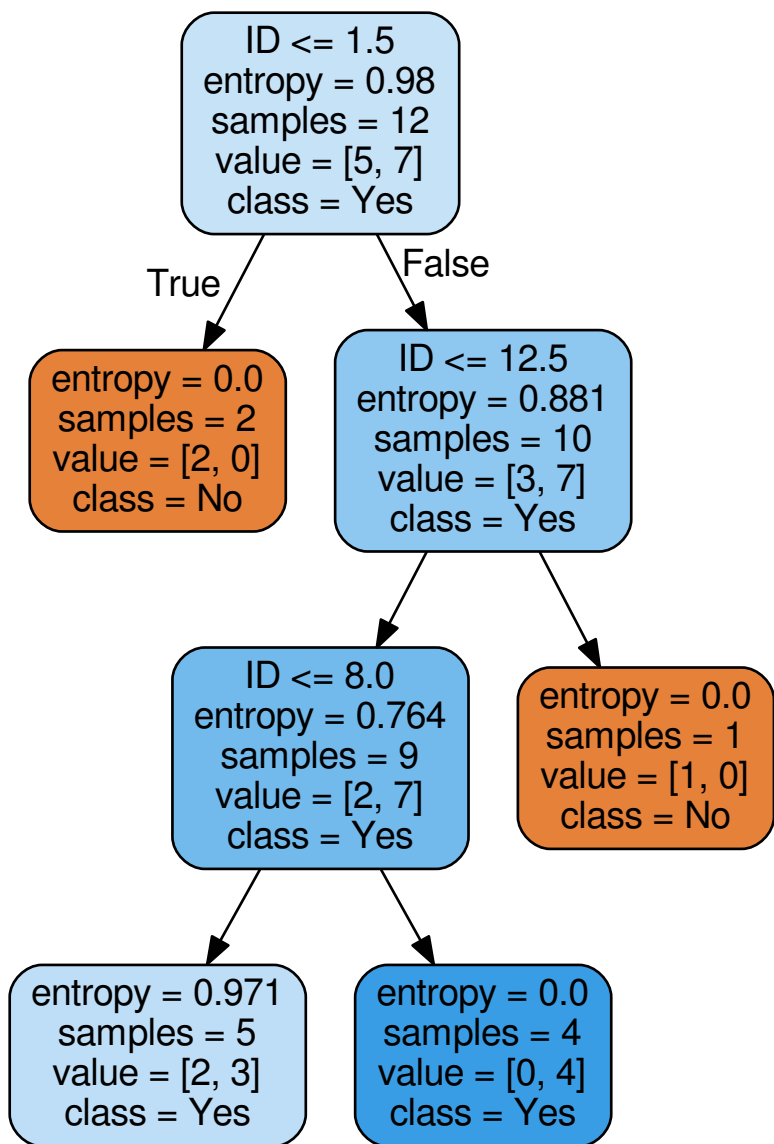 ID <= 1.5
entropy = 0.98
samples = 12
value = [5, 7]
class = Yes
True
False
entropy = 0.0
samples = 2
value = [2, 0]
class = No
ID <= 12.5
entropy = 0.881
samples = 10
value = [3, 7]
class = Yes
ID <= 8.0
entropy = 0.764
samples = 9
value = [2, 7]
class = Yes
entropy = 0.0
samples = 1
value = [1, 0]
class = No
entropy = 0.971
samples = 5
value = [2, 3]
class = Yes
entropy = 0.0
samples = 4
value = [0, 4]
class = Yes